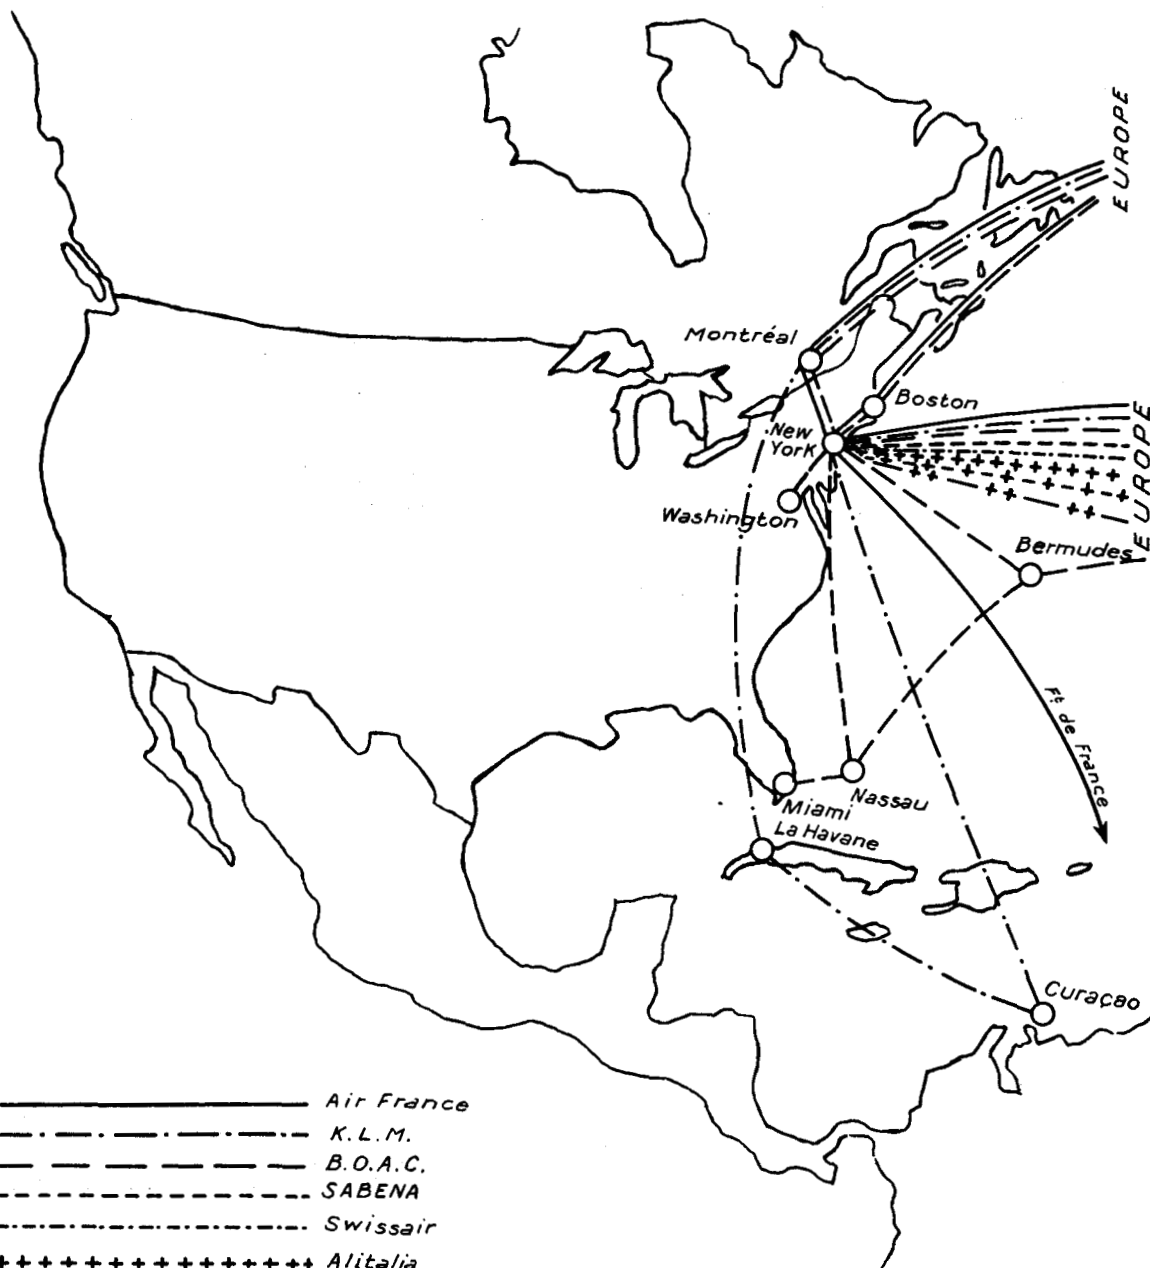 EUROPE
Montréal
Boston
New
York
EUROPE
Washington
Bermudes
Ft de France
Nassau
Miami
La Havane
Curaçao
Air France
K.L.M.
B.O.A.C.
SABENA
Swissair
Alitalia